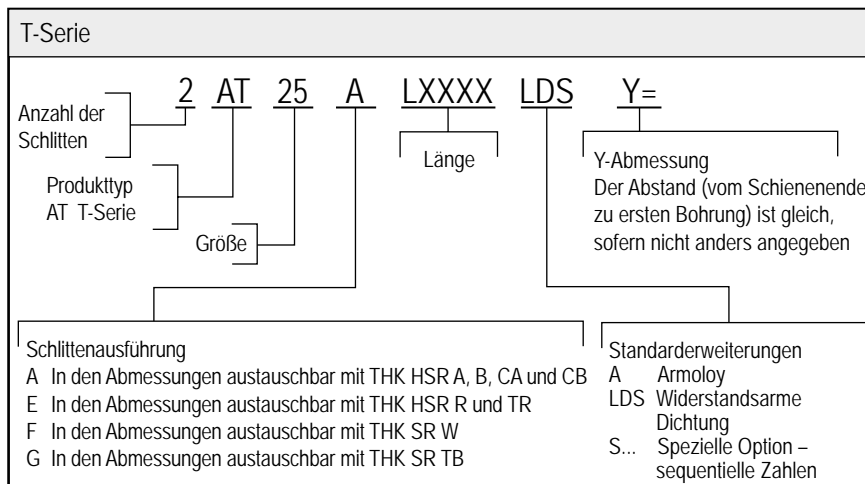 T-Serie
2 AT 25 A LXXXX LDS Y=
Anzahl der
Schlitten
Länge
Produkttyp
AT T-Serie
Größe
Y-Abmessung
Der Abstand (vom Schienenende
zu ersten Bohrung) ist gleich,
sofern nicht anders angegeben
Schlittenausführung
A In den Abmessungen austauschbar mit THK HSR A, B, CA und CB
E In den Abmessungen austauschbar mit THK HSR R und TR
F In den Abmessungen austauschbar mit THK SR W
G In den Abmessungen austauschbar mit THK SR TB
Standarderweiterungen
A Armoloy
LDS Widerstandsarme
Dichtung
S... Spezielle Option –
sequentielle Zahlen